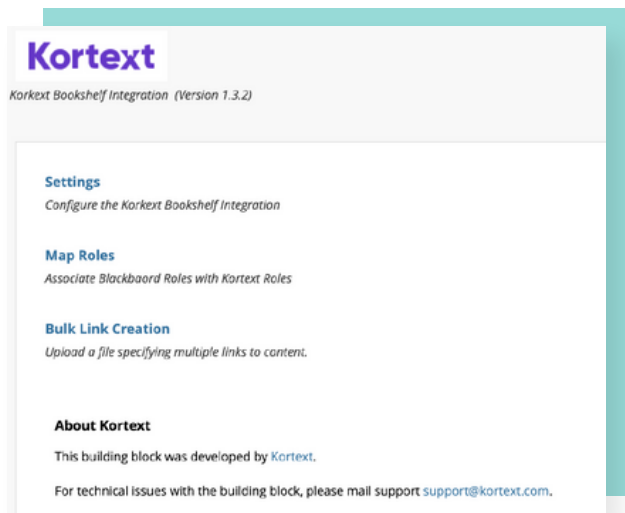 Kortext
Korkext Bookshelf Integration (Version 1.3.2)
Settings
Configure the Korkext Bookshelf Integration
Map Roles
Associate Blackbaord Roles with Kortext Roles
Bulk Link Creation
Upload a file specifying multiple links to content.
About Kortext
This building block was developed by Kortext.
For technical issues with the building block, please mail support support@kortext.com.